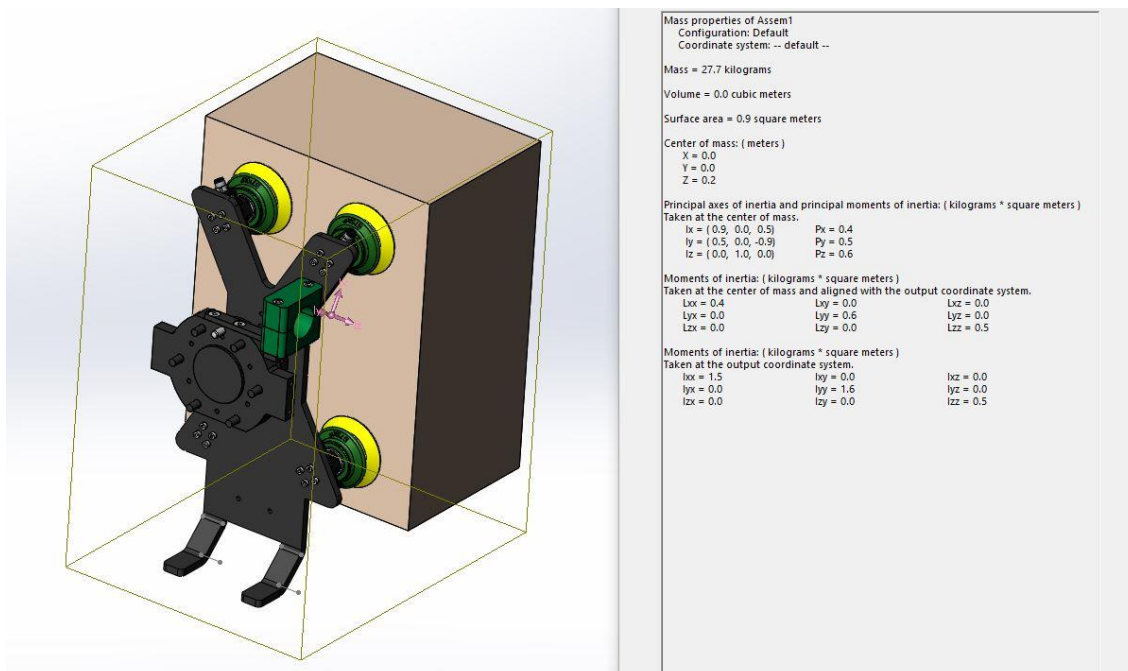 Mass properties of Assem1
Configuration: Default
Coordinate system: -- default --
Mass = 27.7 kilograms
Volume = 0.0 cubic meters
Surface area = 0.9 square meters
Center of mass: ( meters )
X = 0.0
Y = 0.0
Z = 0.2
Principal axes of inertia and principal moments of inertia: ( kilograms * square meters )
Taken at the center of mass.
Ix = ( 0.9, 0.0, 0.5) Px = 0.4
Iy = ( 0.5, 0.0, -0.9) Py = 0.5
Iz = ( 0.0, 1.0, 0.0) Pz = 0.6
Moments of inertia: ( kilograms * square meters )
Taken at the center of mass and aligned with the output coordinate system.
Lxx = 0.4 Lxy = 0.0 Lxz = 0.0
Lyx = 0.0 Lyy = 0.6 Lyz = 0.0
Lzx = 0.0 Lzy = 0.0 Lzz = 0.5
Moments of inertia: ( kilograms * square meters )
Taken at the output coordinate system.
Ixx = 1.5 Ixy = 0.0 Ixz = 0.0
Iyx = 0.0 Iyy = 1.6 Iyz = 0.0
Izx = 0.0 Izy = 0.0 Izz = 0.5